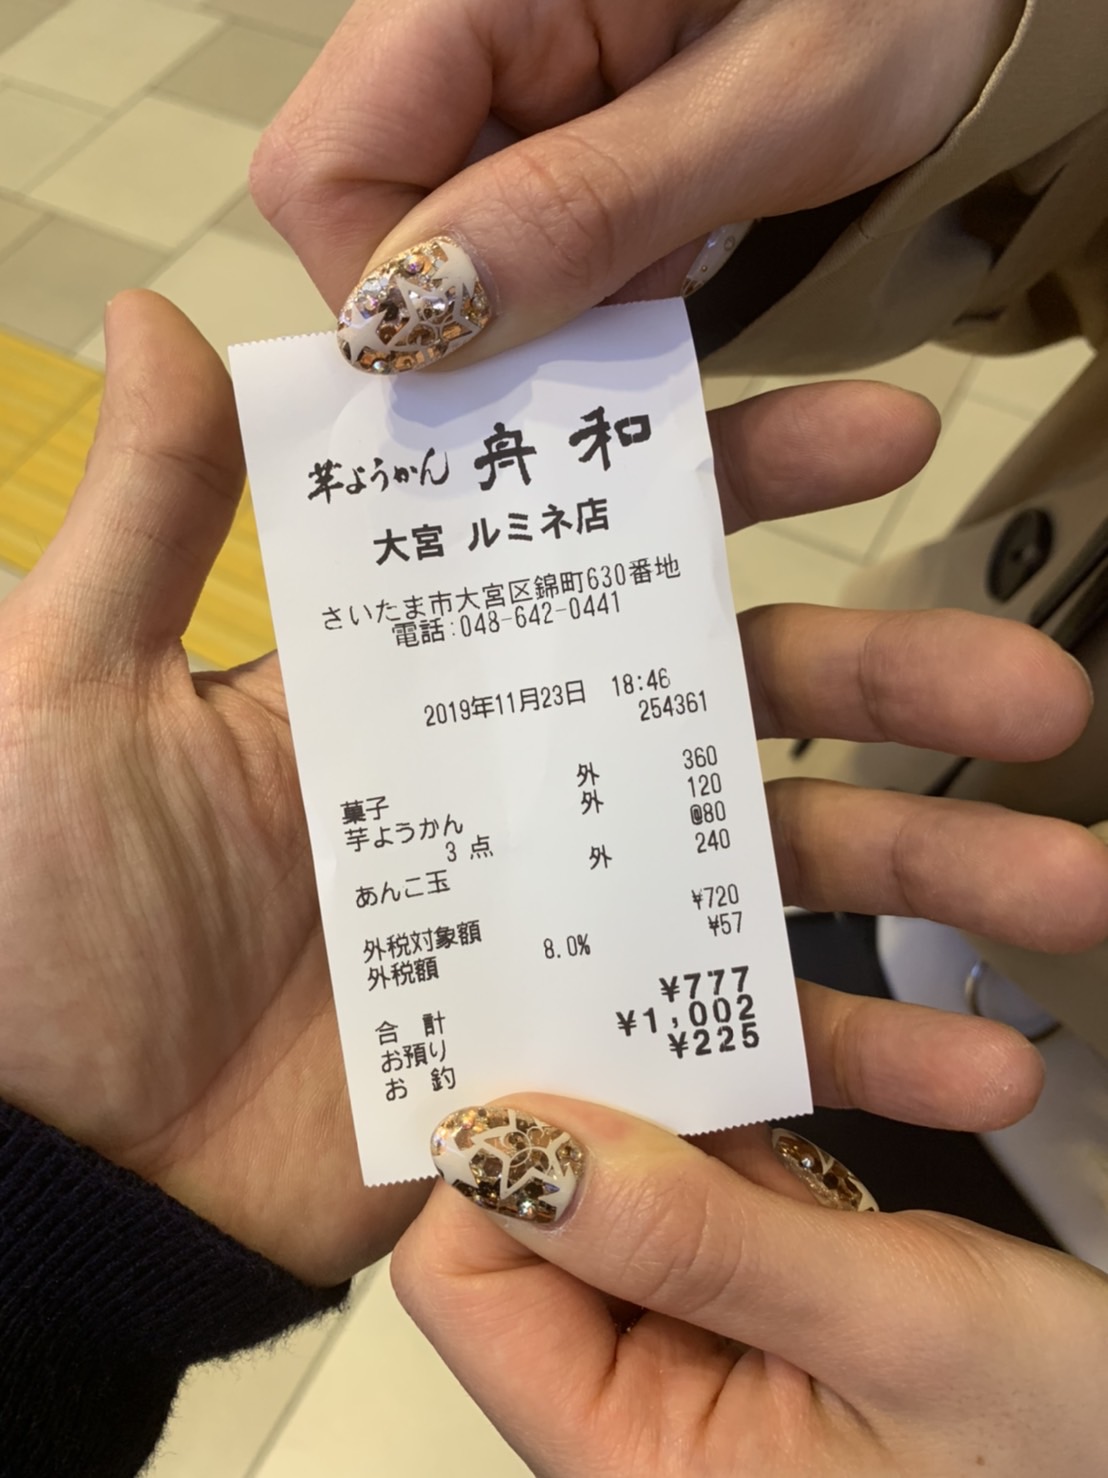 芋ようかん 舟和
大宮 ルミネ店
さいたま市大宮区錦町630番地
電話:048-642-0441
2019年11月23日 18:46
254361
菓子 外 360
芋ようかん 外 120
3 点 @80
あんこ玉 外 240
外税対象額 ¥720
外税額 8.0% ¥57
合 計 ¥777
お預り ¥1,002
お 釣 ¥225